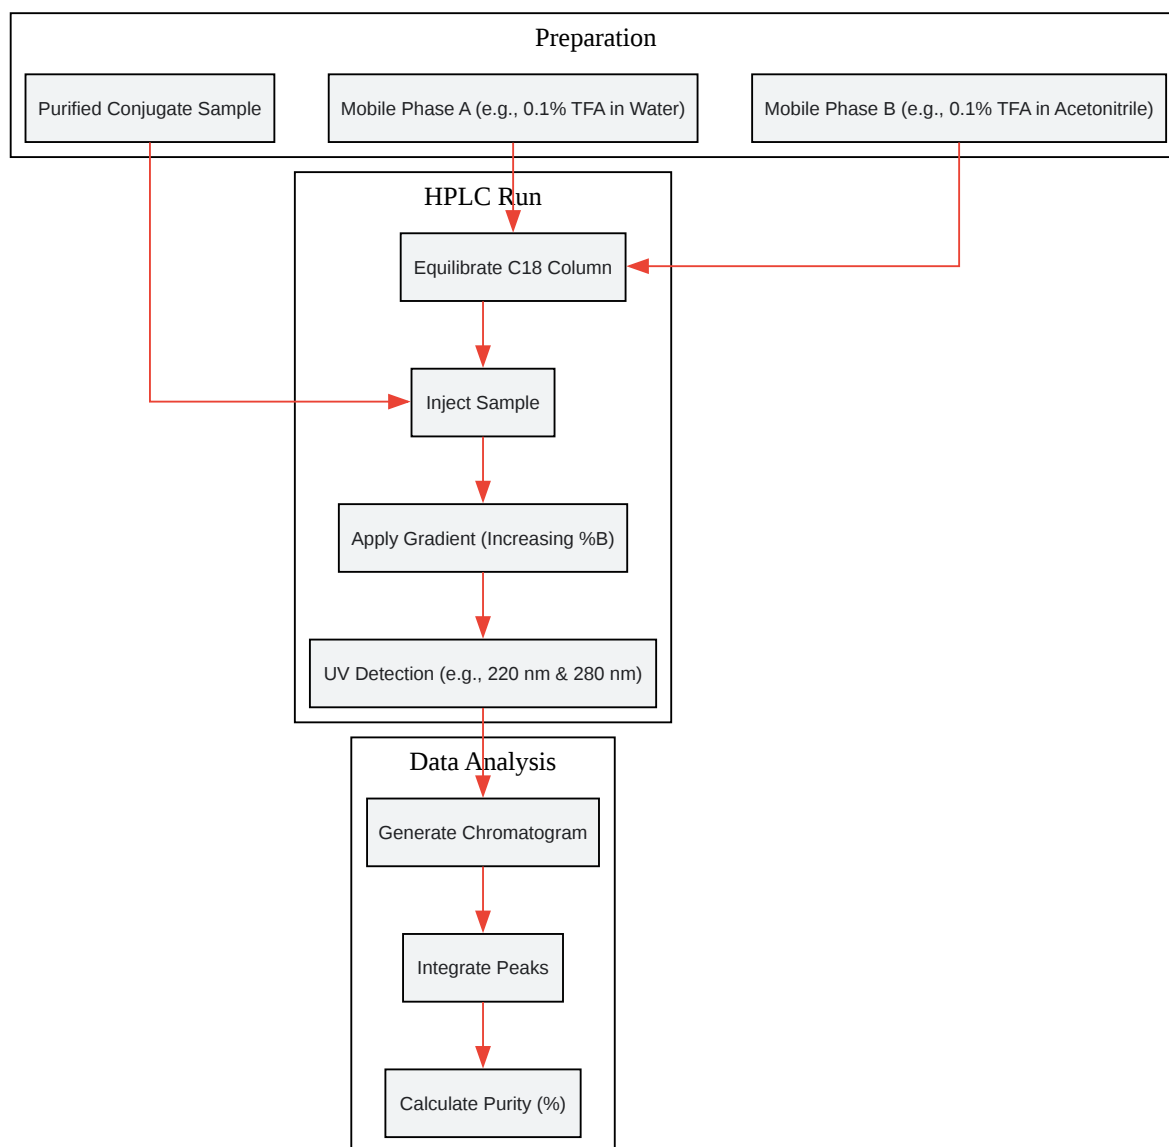 Preparation
Purified Conjugate Sample
Mobile Phase A (e.g., 0.1% TFA in Water)
Mobile Phase B (e.g., 0.1% TFA in Acetonitrile)
HPLC Run
Equilibrate C18 Column
Inject Sample
Apply Gradient (Increasing %B)
UV Detection (e.g., 220 nm & 280 nm)
Data Analysis
Generate Chromatogram
Integrate Peaks
Calculate Purity (%)